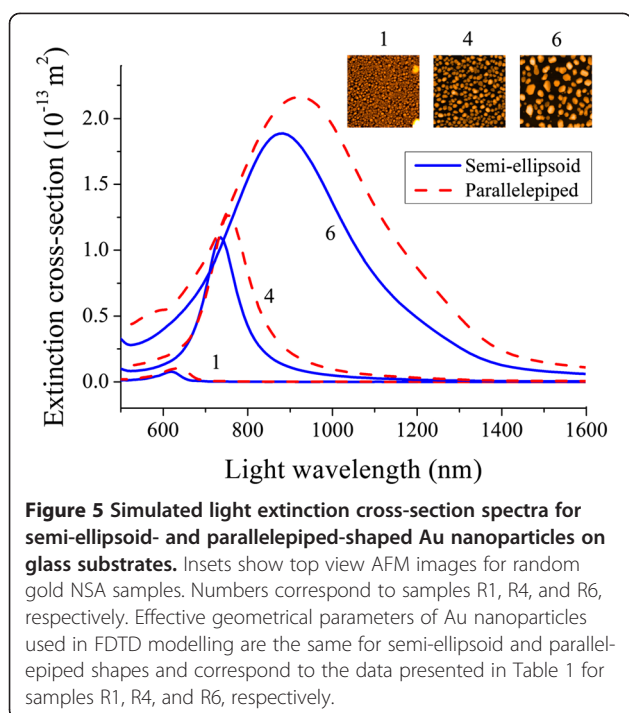 1 4 6
Extinction cross-section (10⁻¹³ m²)
2.0
1.5
1.0
0.5
0.0
Semi-ellipsoid
Parallelepiped
6
4
1
600 800 1000 1200 1400 1600
Light wavelength (nm)
Figure 5 Simulated light extinction cross-section spectra for
semi-ellipsoid- and parallelepiped-shaped Au nanoparticles on
glass substrates. Insets show top view AFM images for random
gold NSA samples. Numbers correspond to samples R1, R4, and R6,
respectively. Effective geometrical parameters of Au nanoparticles
used in FDTD modelling are the same for semi-ellipsoid and parallel-
epiped shapes and correspond to the data presented in Table 1 for
samples R1, R4, and R6, respectively.